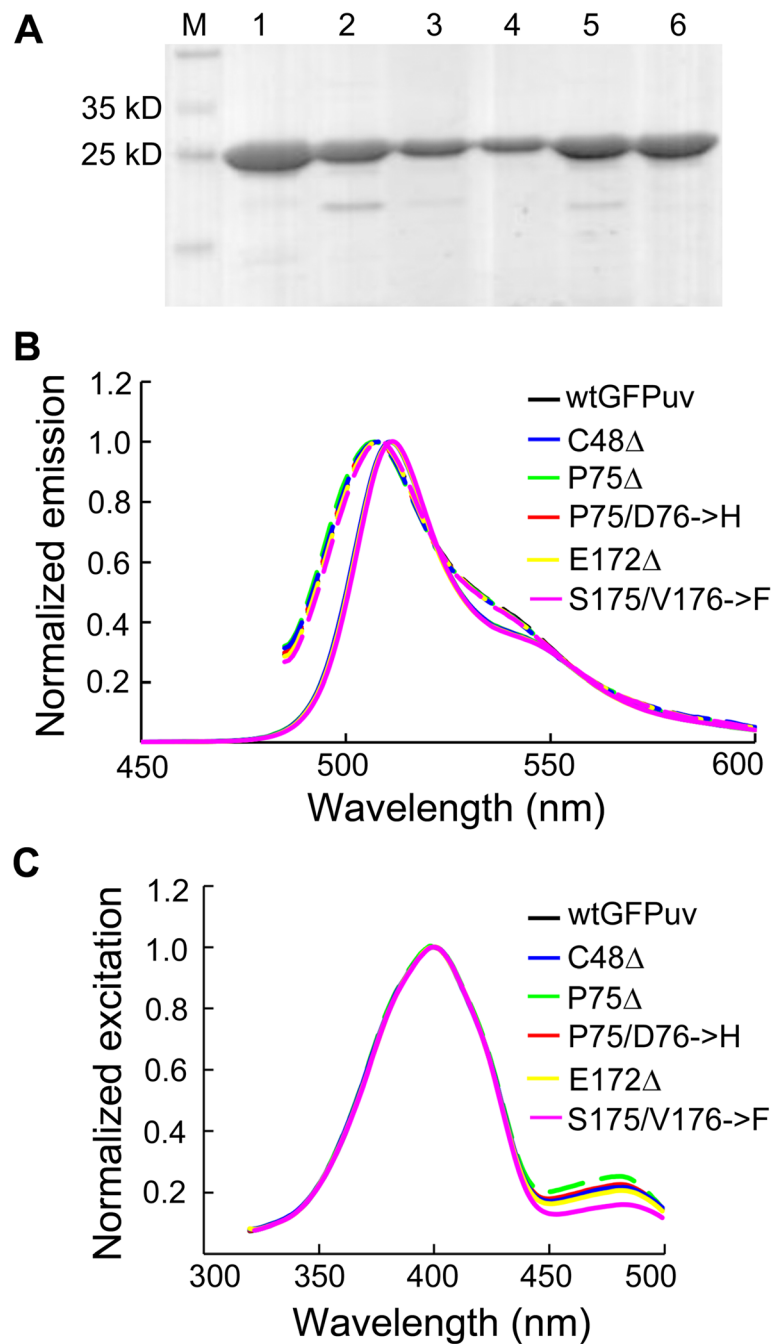 A
M 1 2 3 4 5 6
35 kD
25 kD
B
Normalized emission
1.2
1.0
0.8
0.6
0.4
0.2
450 500 550 600
Wavelength (nm)
wtGFPuv
C48Δ
P75Δ
P75/D76->H
E172Δ
S175/V176->F
C
Normalized excitation
1.2
1.0
0.8
0.6
0.4
0.2
300 350 400 450 500
Wavelength (nm)
wtGFPuv
C48Δ
P75Δ
P75/D76->H
E172Δ
S175/V176->F